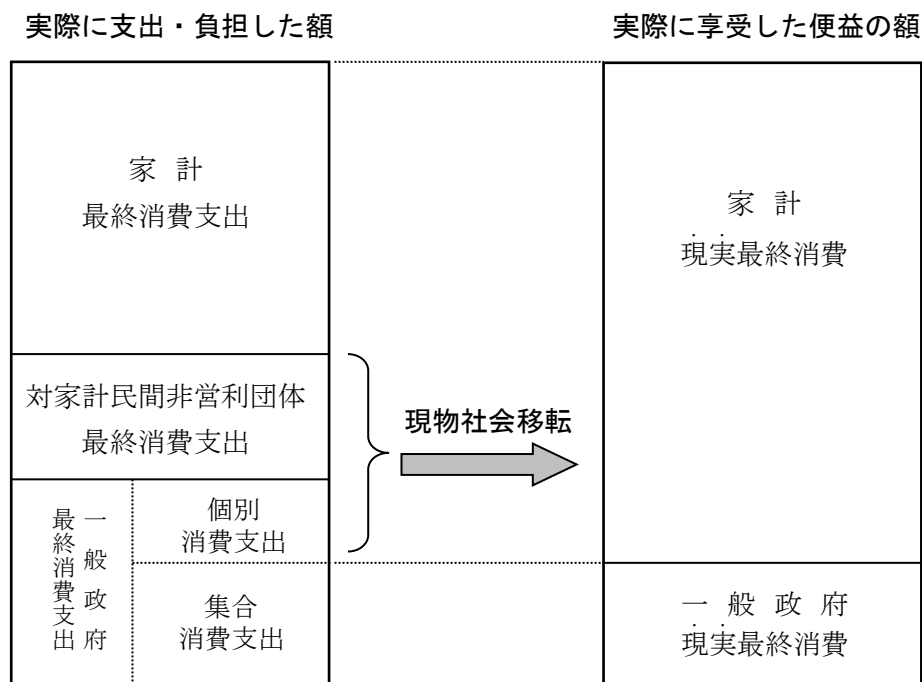 実際に支出・負担した額
実際に享受した便益の額
家 計
最終消費支出
対家計民間非営利団体
最終消費支出
一般政府
最終消費支出
個別
消費支出
集合
消費支出
現物社会移転
家 計
現実最終消費
一 般 政 府
現実最終消費